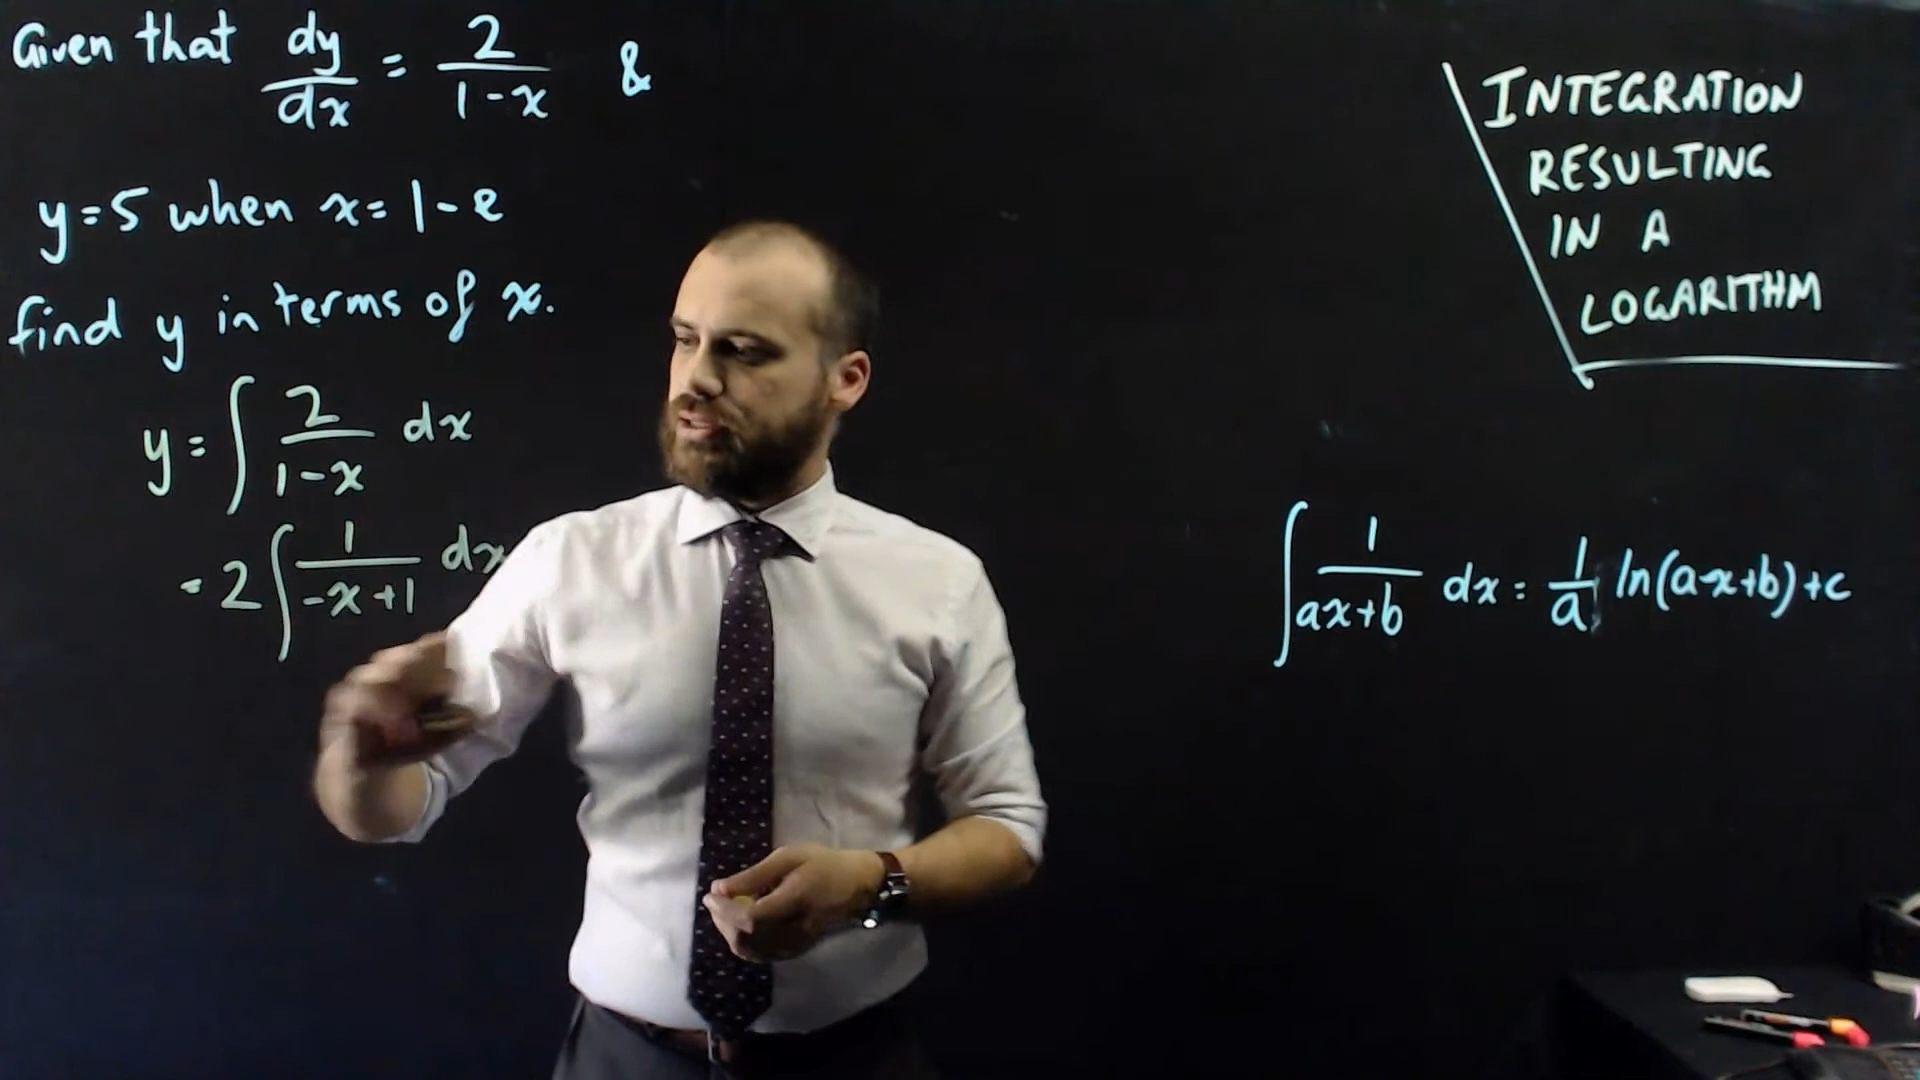 Given that dy/dx = 2/(1-x) &
y=5 when x= 1-e
find y in terms of x.
y= ∫ 2/(1-x) dx
= 2 ∫ 1/(-x+1) dx
INTEGRATION
RESULTING
IN A
LOGARITHM
∫ 1/(ax+b) dx = 1/a ln(ax+b)+c